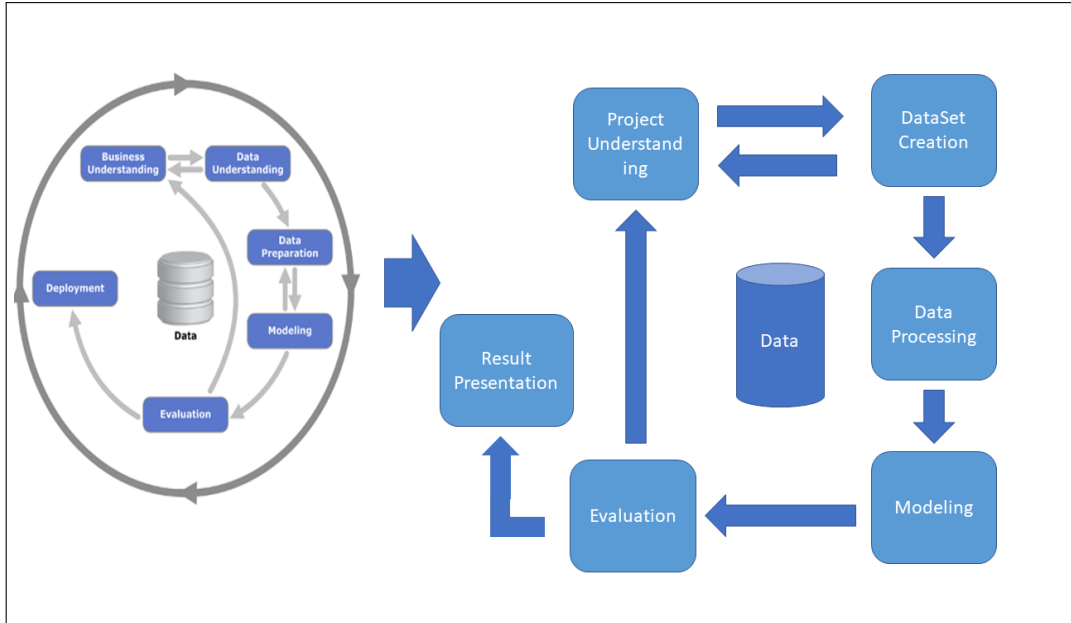 Business
Understanding
Data
Understanding
Data
Preparation
Deployment
Data
Modeling
Evaluation
Project
Understand
ing
DataSet
Creation
Data
Processing
Data
Result
Presentation
Evaluation
Modeling